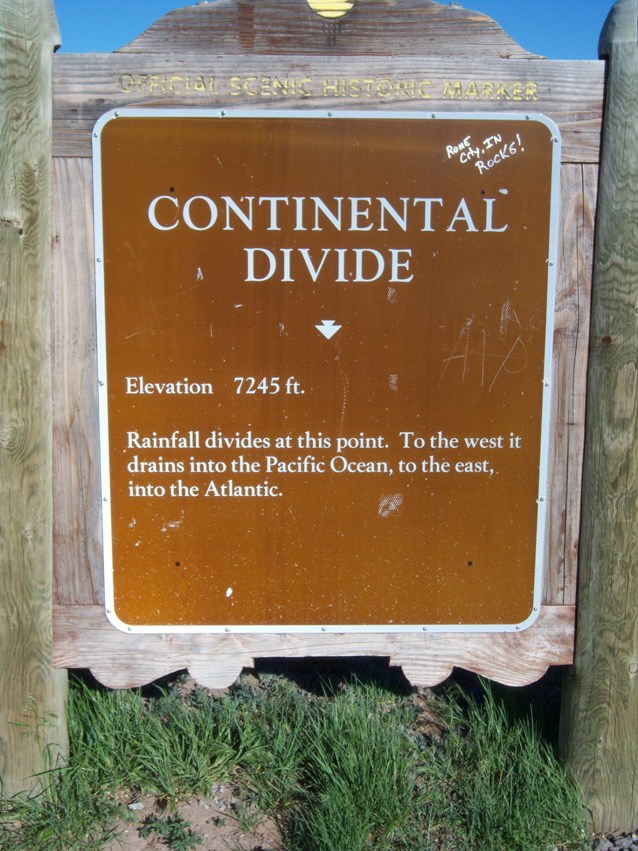 OFFICIAL SCENIC HISTORIC MARKER
ROME
City, IN
ROCKS!
CONTINENTAL
DIVIDE
Elevation 7245 ft.
Rainfall divides at this point. To the west it
drains into the Pacific Ocean, to the east,
into the Atlantic.